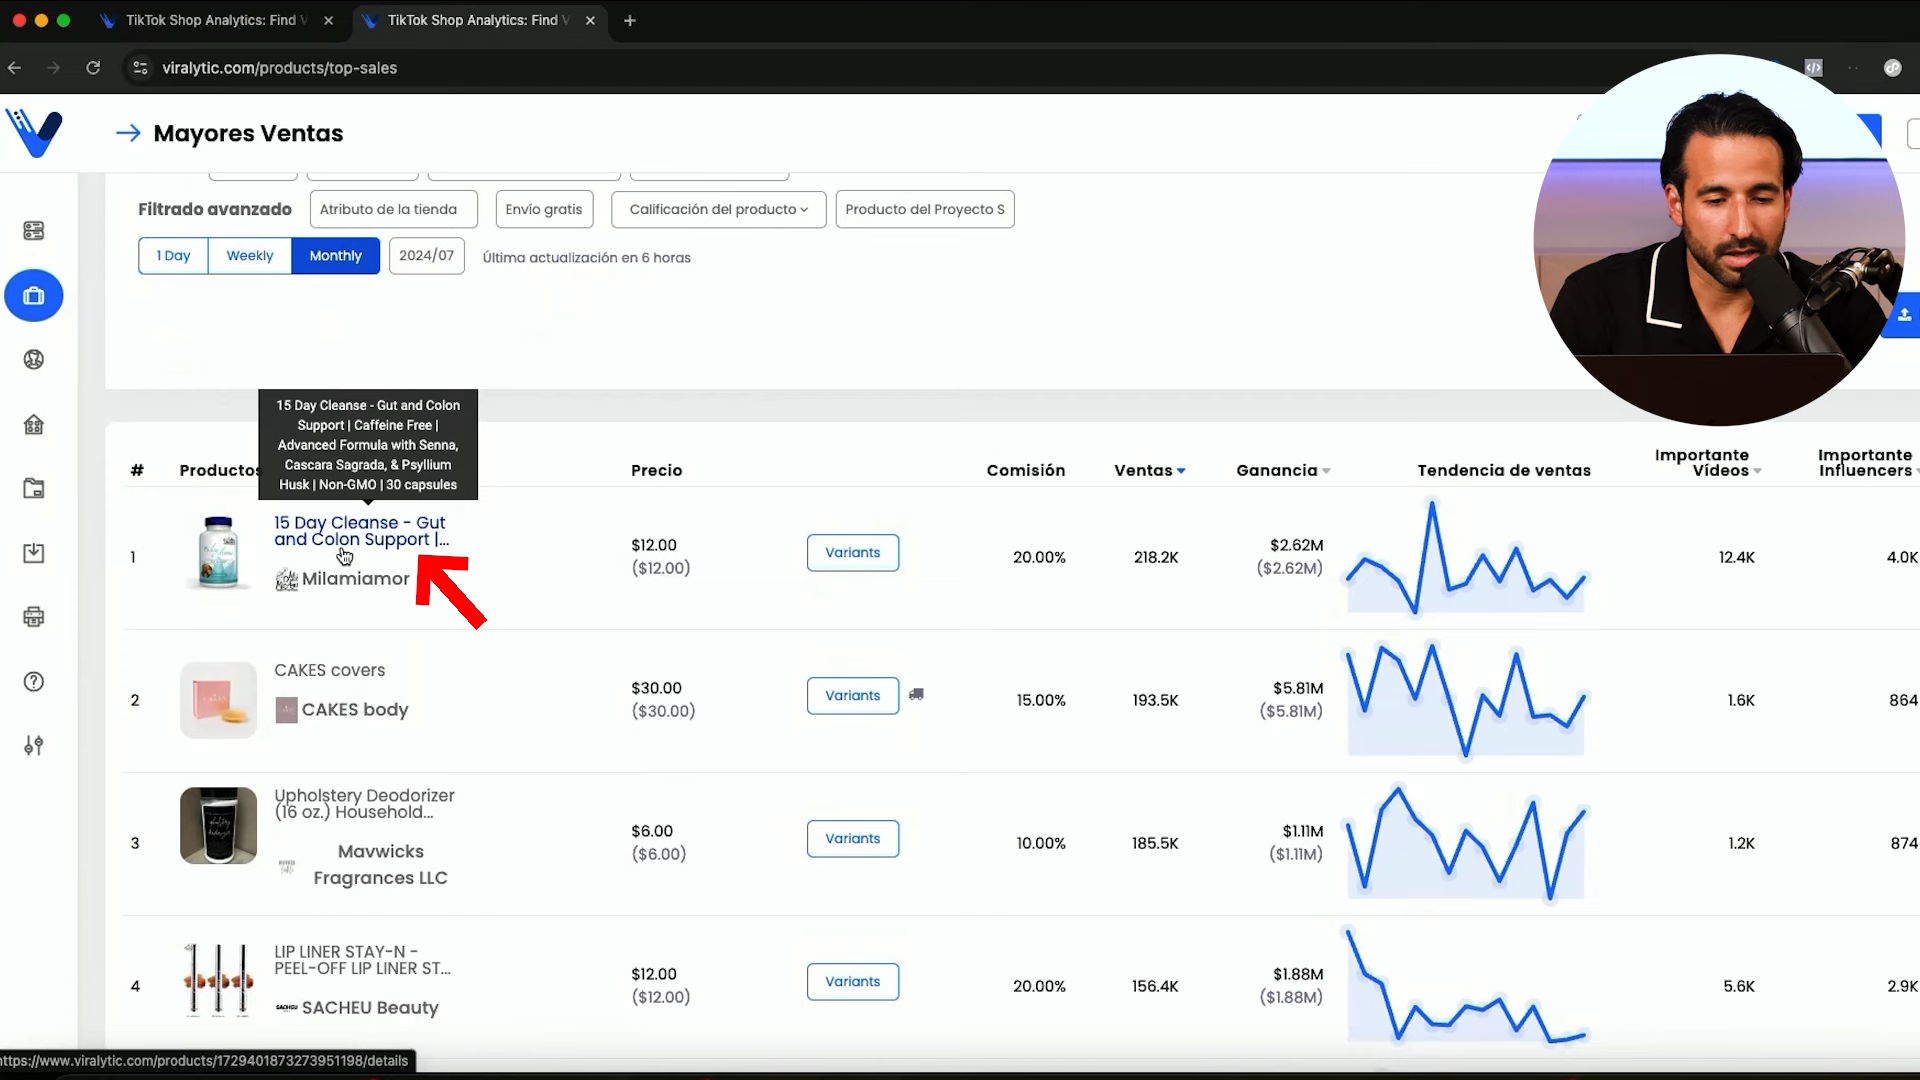 TikTok Shop Analytics: Find V
TikTok Shop Analytics: Find V
viralytic.com/products/top-sales
Mayores Ventas
Filtrado avanzado
Atributo de la tienda
Envío gratis
Calificación del producto
Producto del Proyecto S
1 Day
Weekly
Monthly
2024/07
Última actualización en 6 horas
15 Day Cleanse - Gut and Colon
Support | Caffeine Free |
Advanced Formula with Senna,
Cascara Sagrada, & Psyllium
Husk | Non-GMO | 30 capsules
#
Productos
Precio
Comisión
Ventas
Ganancia
Tendencia de ventas
Importante
Vídeos
Importante
Influencers
1
15 Day Cleanse - Gut
and Colon Support |...
Milamiamor
$12.00
($12.00)
Variants
20.00%
218.2K
$2.62M
($2.62M)
12.4K
4.0K
2
CAKES covers
CAKES body
$30.00
($30.00)
Variants
15.00%
193.5K
$5.81M
($5.81M)
1.6K
864
3
Upholstery Deodorizer
(16 oz.) Household...
Mavwicks
Fragrances LLC
$6.00
($6.00)
Variants
10.00%
185.5K
$1.11M
($1.11M)
1.2K
874
4
LIP LINER STAY-N -
PEEL-OFF LIP LINER ST...
SACHEU SACHEU Beauty
$12.00
($12.00)
Variants
20.00%
156.4K
$1.88M
($1.88M)
5.6K
2.9K
https://www.viralytic.com/products/1729401873273951198/details